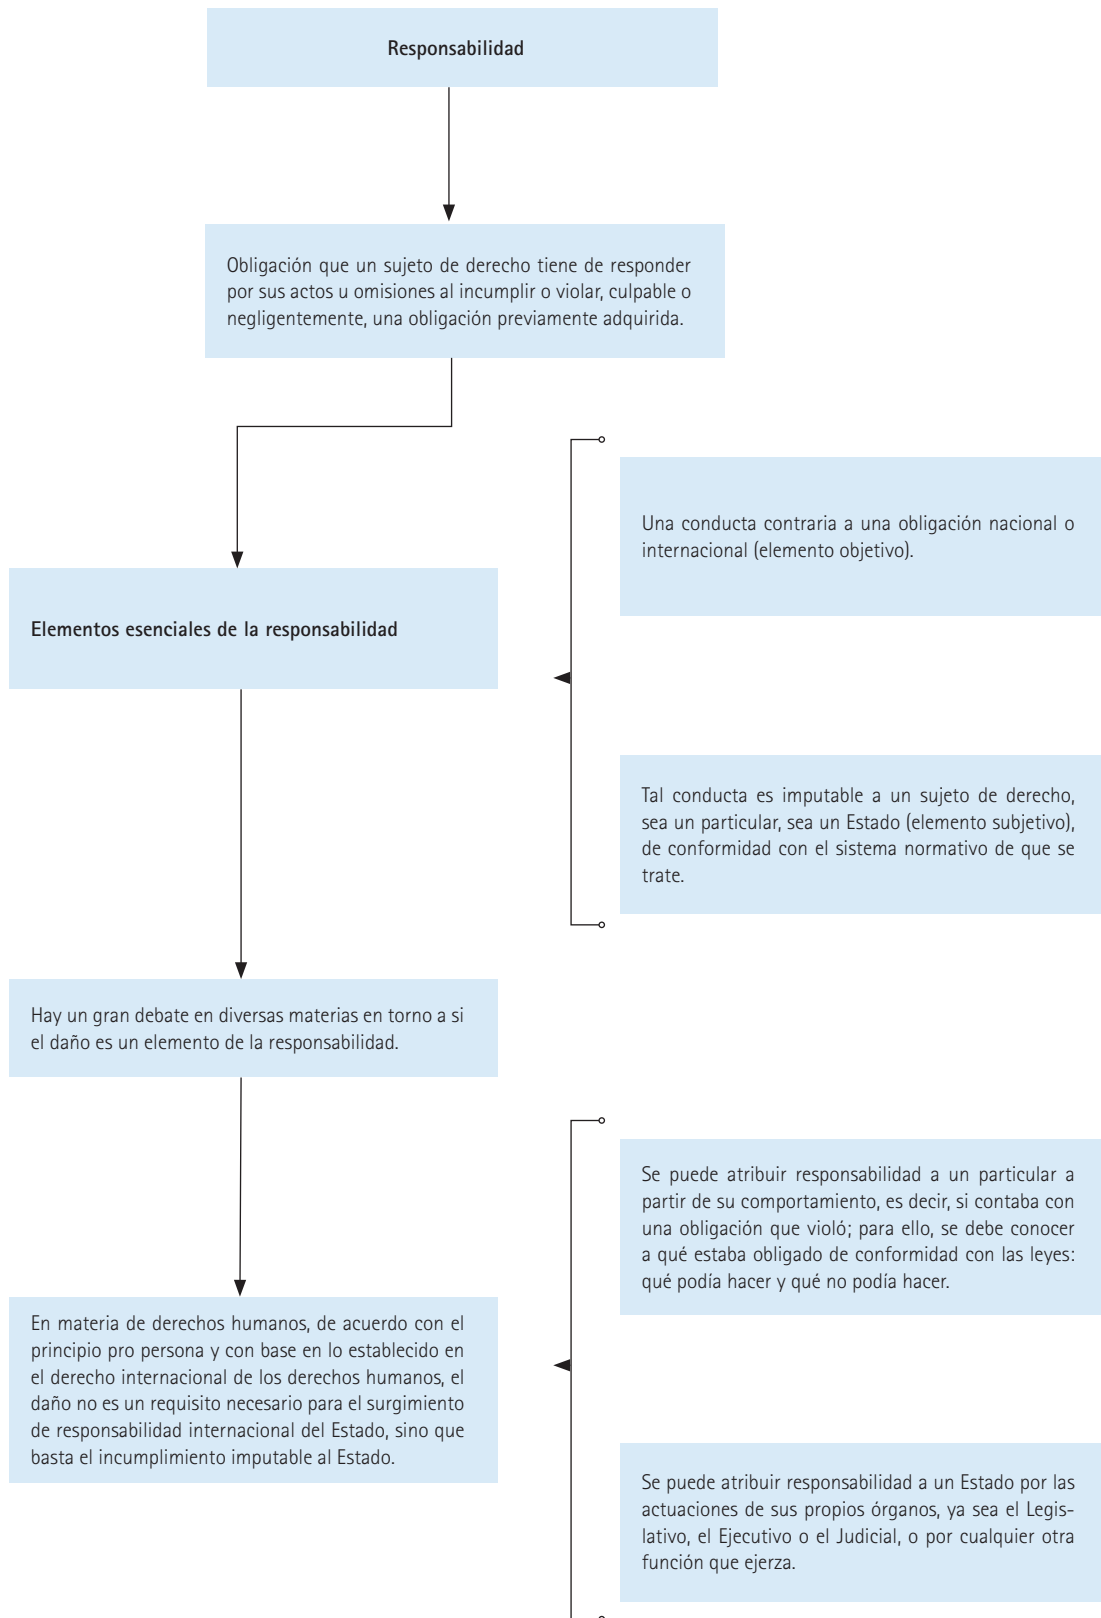 Responsabilidad
Obligación que un sujeto de derecho tiene de responder
por sus actos u omisiones al incumplir o violar, culpable o
negligentemente, una obligación previamente adquirida.
Una conducta contraria a una obligación nacional o
internacional (elemento objetivo).
Elementos esenciales de la responsabilidad
Tal conducta es imputable a un sujeto de derecho,
sea un particular, sea un Estado (elemento subjetivo),
de conformidad con el sistema normativo de que se
trate.
Hay un gran debate en diversas materias en torno a si
el daño es un elemento de la responsabilidad.
Se puede atribuir responsabilidad a un particular a
partir de su comportamiento, es decir, si contaba con
una obligación que violó; para ello, se debe conocer
a qué estaba obligado de conformidad con las leyes:
qué podía hacer y qué no podía hacer.
En materia de derechos humanos, de acuerdo con el
principio pro persona y con base en lo establecido en
el derecho internacional de los derechos humanos, el
daño no es un requisito necesario para el surgimiento
de responsabilidad internacional del Estado, sino que
basta el incumplimiento imputable al Estado.
Se puede atribuir responsabilidad a un Estado por las
actuaciones de sus propios órganos, ya sea el Legis-
lativo, el Ejecutivo o el Judicial, o por cualquier otra
función que ejerza.